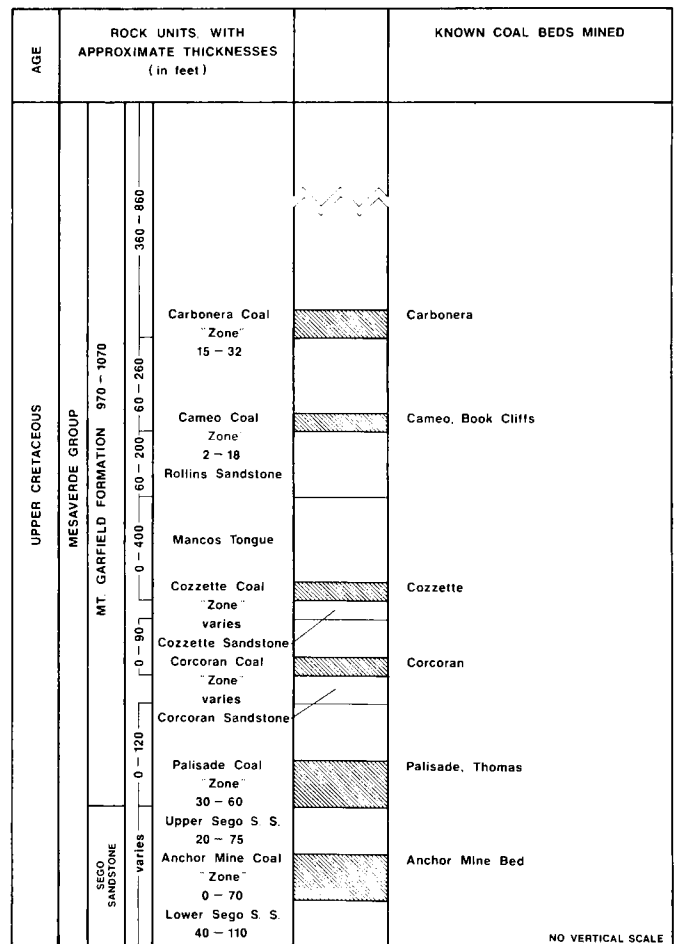 AGE
ROCK UNITS, WITH
APPROXIMATE THICKNESSES
(in feet)
KNOWN COAL BEDS MINED
UPPER CRETACEOUS
MESAVERDE GROUP
MT. GARFIELD FORMATION 970 – 1070
SEGO
SANDSTONE
360 – 860
60 – 260
60 – 200
0 – 400
0 – 90
0 – 120
varies
Carbonera Coal
"Zone"
15 – 32
Carbonera
Cameo Coal
Zone"
2 – 18
Cameo, Book Cliffs
Rollins Sandstone
Mancos Tongue
Cozzette Coal
"Zone"
varies
Cozzette
Cozzette Sandstone
Corcoran Coal
"Zone"
varies
Corcoran
Corcoran Sandstone
Palisade Coal
"Zone"
30 – 60
Palisade, Thomas
Upper Sego S. S.
20 – 75
Anchor Mine Coal
"Zone"
0 – 70
Anchor Mine Bed
Lower Sego S. S.
40 – 110
NO VERTICAL SCALE